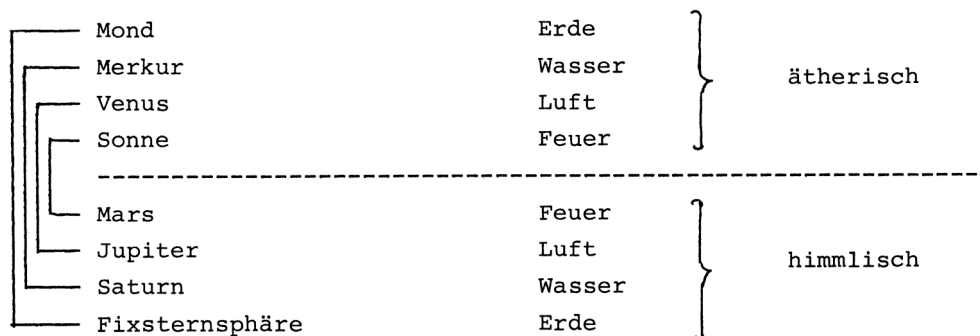 Mond Erde
Merkur Wasser
ätherisch
Venus Luft
Sonne Feuer
Mars Feuer
Jupiter Luft
himmlisch
Saturn Wasser
Fixsternsphäre Erde